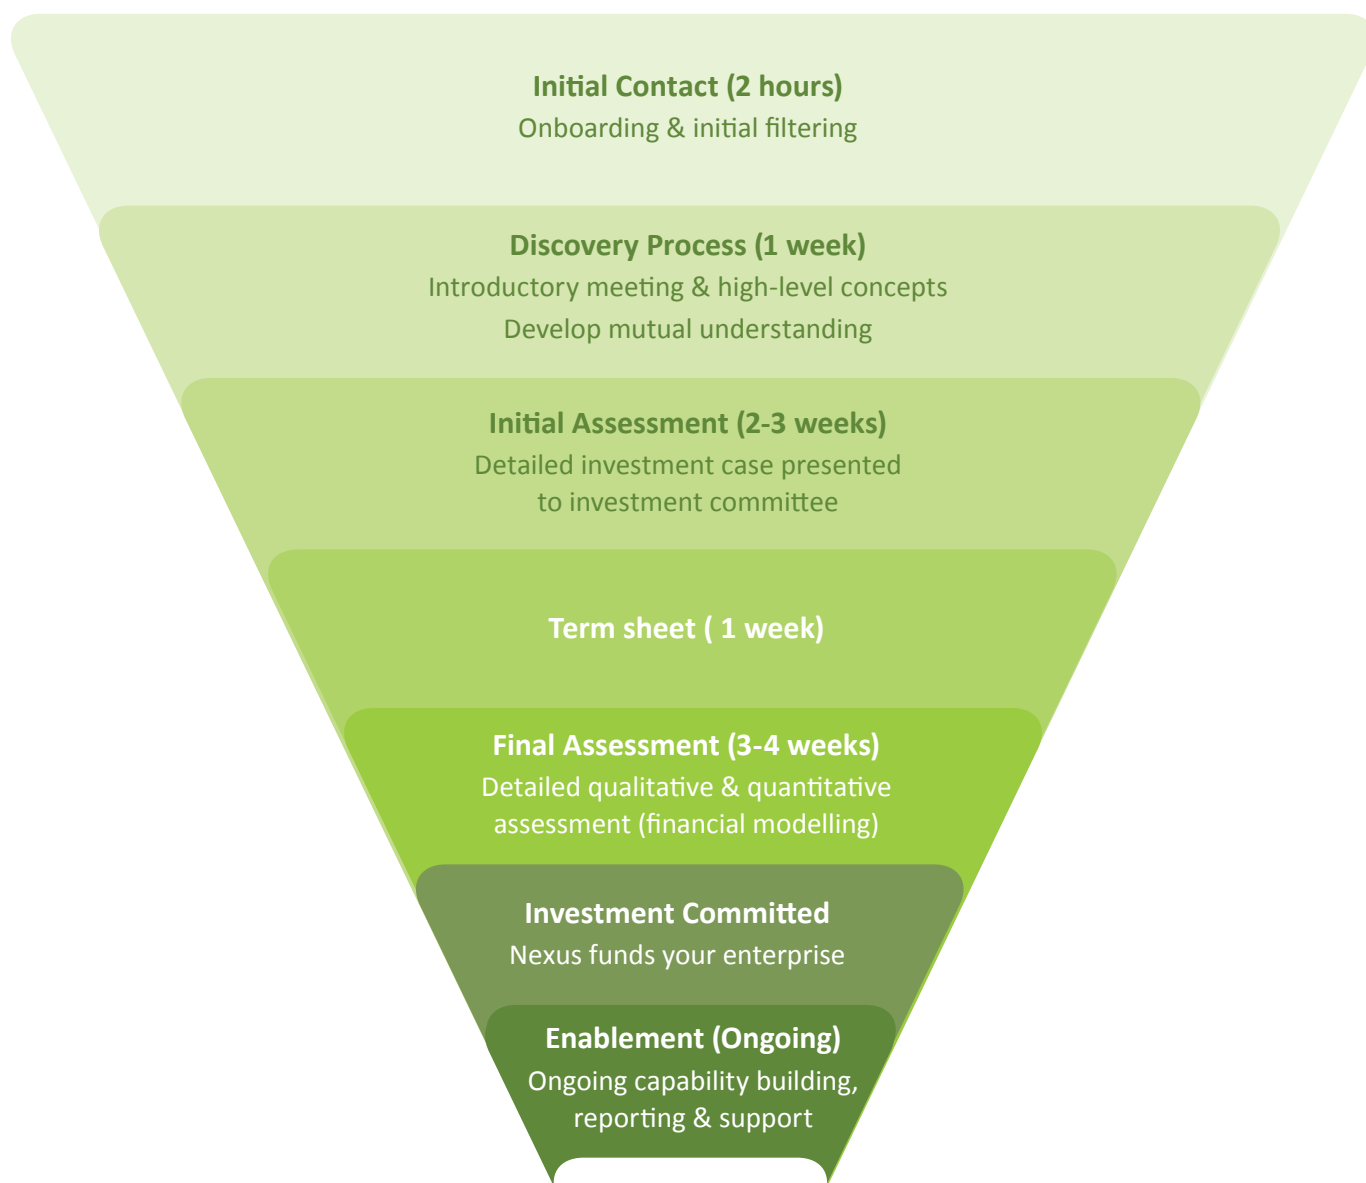 Initial Contact (2 hours)
Onboarding & initial filtering
Discovery Process (1 week)
Introductory meeting & high-level concepts
Develop mutual understanding
Initial Assessment (2-3 weeks)
Detailed investment case presented
to investment committee
Term sheet ( 1 week)
Final Assessment (3-4 weeks)
Detailed qualitative & quantitative
assessment (financial modelling)
Investment Committed
Nexus funds your enterprise
Enablement (Ongoing)
Ongoing capability building,
reporting & support